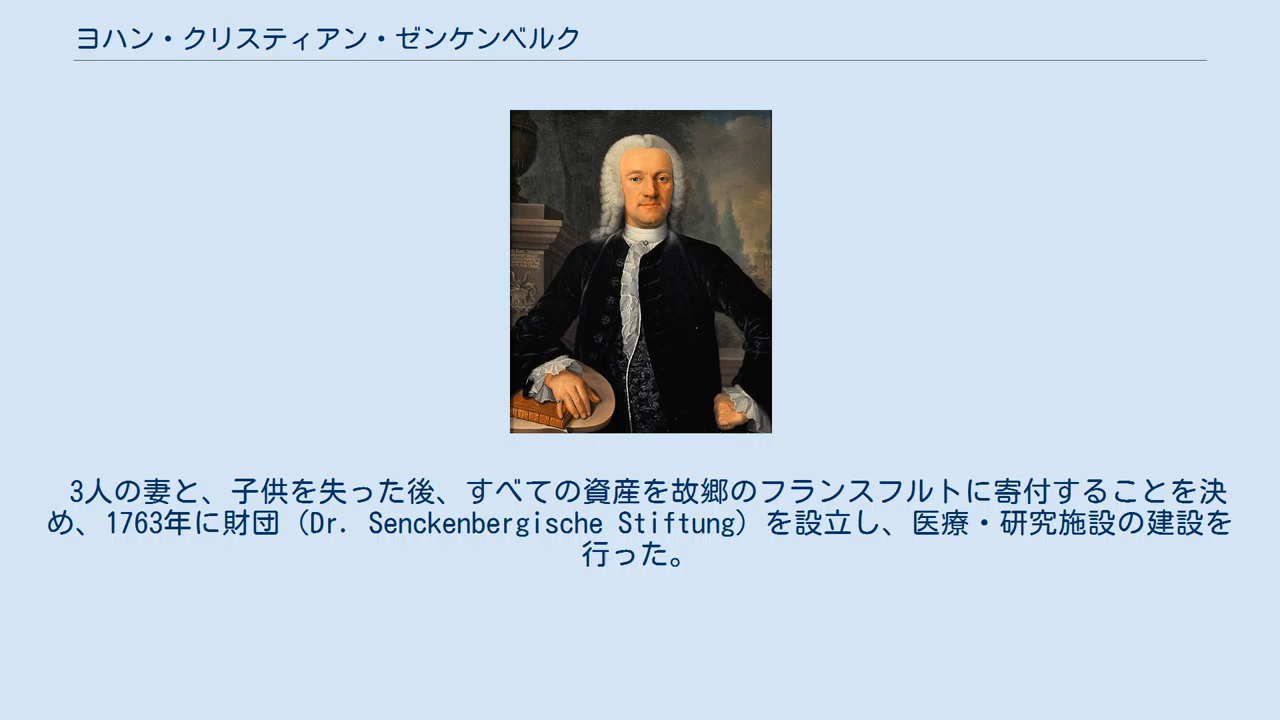 ヨハン・クリスティアン・ゼンケンベルク
3人の妻と、子供を失った後、すべての資産を故郷のフランスフルトに寄付することを決
め、1763年に財団（Dr. Senckenbergische Stiftung）を設立し、医療・研究施設の建設を
行った。